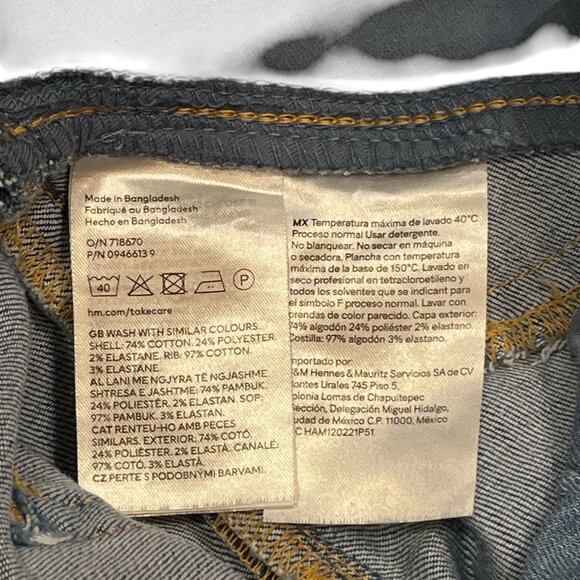 Made in Bangladesh
Fabriqué au Bangladesh
Hecho en Bangladesh
O/N 718670
P/N 0946613 9
40 P
hm.com/takecare
GB WASH WITH SIMILAR COLOURS.
SHELL: 74% COTTON. 24% POLYESTER
2% ELASTANE. RIB: 97% COTTON.
3% ELASTANE.
AL LANI ME NGJYRA TË NGJASHME.
SHTRESA E JASHTME: 74% PAMBUK.
24% POLIESTËR. 2% ELASTAN. SOP:
97% PAMBUK. 3% ELASTAN.
CAT RENTEU-HO AMB PECES
SIMILARS. EXTERIOR: 74% COTÓ.
24% POLIÈSTER. 2% ELASTÀ. CANALÉ:
97% COTÓ. 3% ELASTÀ.
CZ PERTE S PODOBNÝMI BARVAMI.
MX Temperatura máxima de lavado 40°C
Proceso normal Usar detergente.
No blanquear. No secar en máquina
o secadora. Plancha con temperatura
máxima de la base de 150°C. Lavado en
seco profesional en tetracloroetileno y
todos los solventes que se indican para
el símbolo F proceso normal. Lavar con
prendas de color parecido. Capa exterior:
74% algodón 24% poliéster 2% elastano.
Costilla: 97% algodón 3% elastano.
mportado por:
&M Hennes & Mauritz Servicios SA de CV
ontes Urales 745 Piso 5,
olonia Lomas de Chapultepec
ección, Delegación Miguel Hidalgo,
udad de México C.P. 11000, México
C HAM120221P51